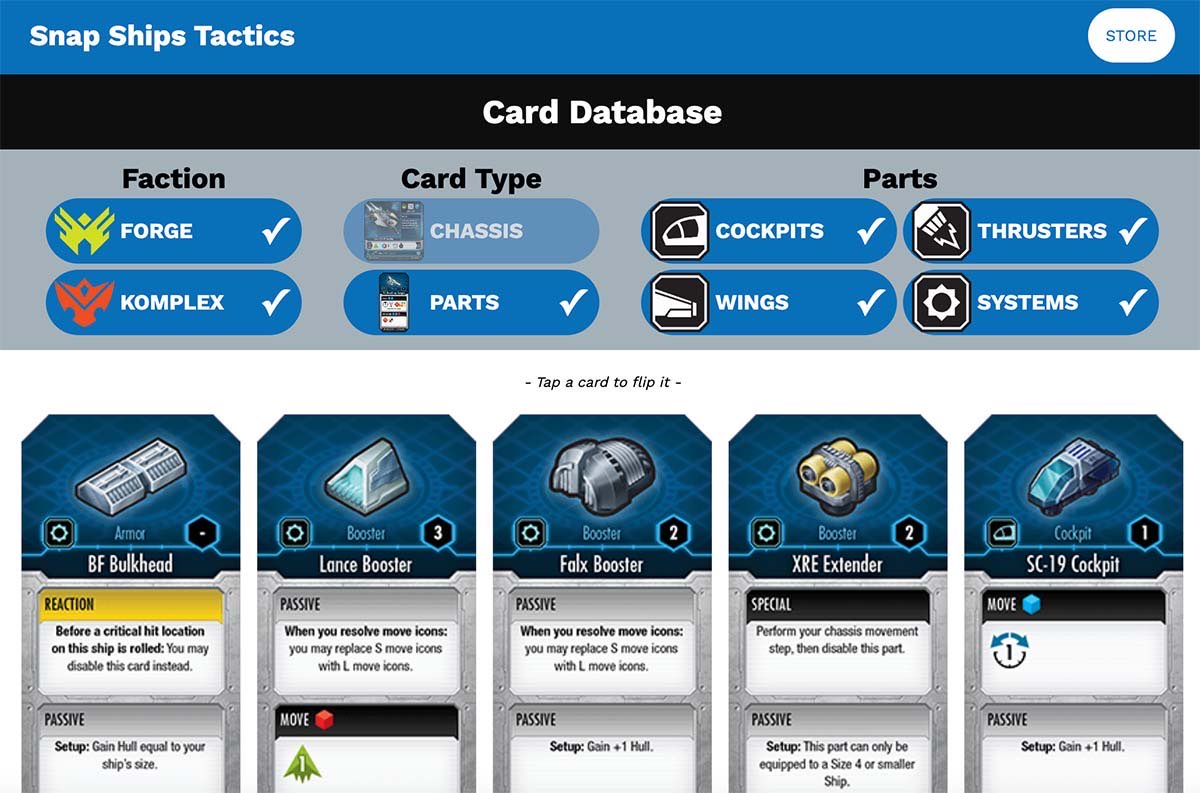 Snap Ships Tactics
STORE
Card Database
Faction
FORGE
KOMPLEX
Card Type
CHASSIS
PARTS
Parts
COCKPITS
THRUSTERS
WINGS
SYSTEMS
- Tap a card to flip it -
Armor
-
BF Bulkhead
REACTION
Before a critical hit location
on this ship is rolled: You may
disable this card instead.
PASSIVE
Setup: Gain Hull equal to your
ship's size.
Booster
3
Lance Booster
PASSIVE
When you resolve move icons:
you may replace S move icons
with L move icons.
MOVE
1
Booster
2
Falx Booster
PASSIVE
When you resolve move icons:
you may replace S move icons
with L move icons.
PASSIVE
Setup: Gain +1 Hull.
Booster
2
XRE Extender
SPECIAL
Perform your chassis movement
step, then disable this part.
PASSIVE
Setup: This part can only be
equipped to a Size 4 or smaller
Ship.
Cockpit
1
SC-19 Cockpit
MOVE
1
PASSIVE
Setup: Gain +1 Hull.